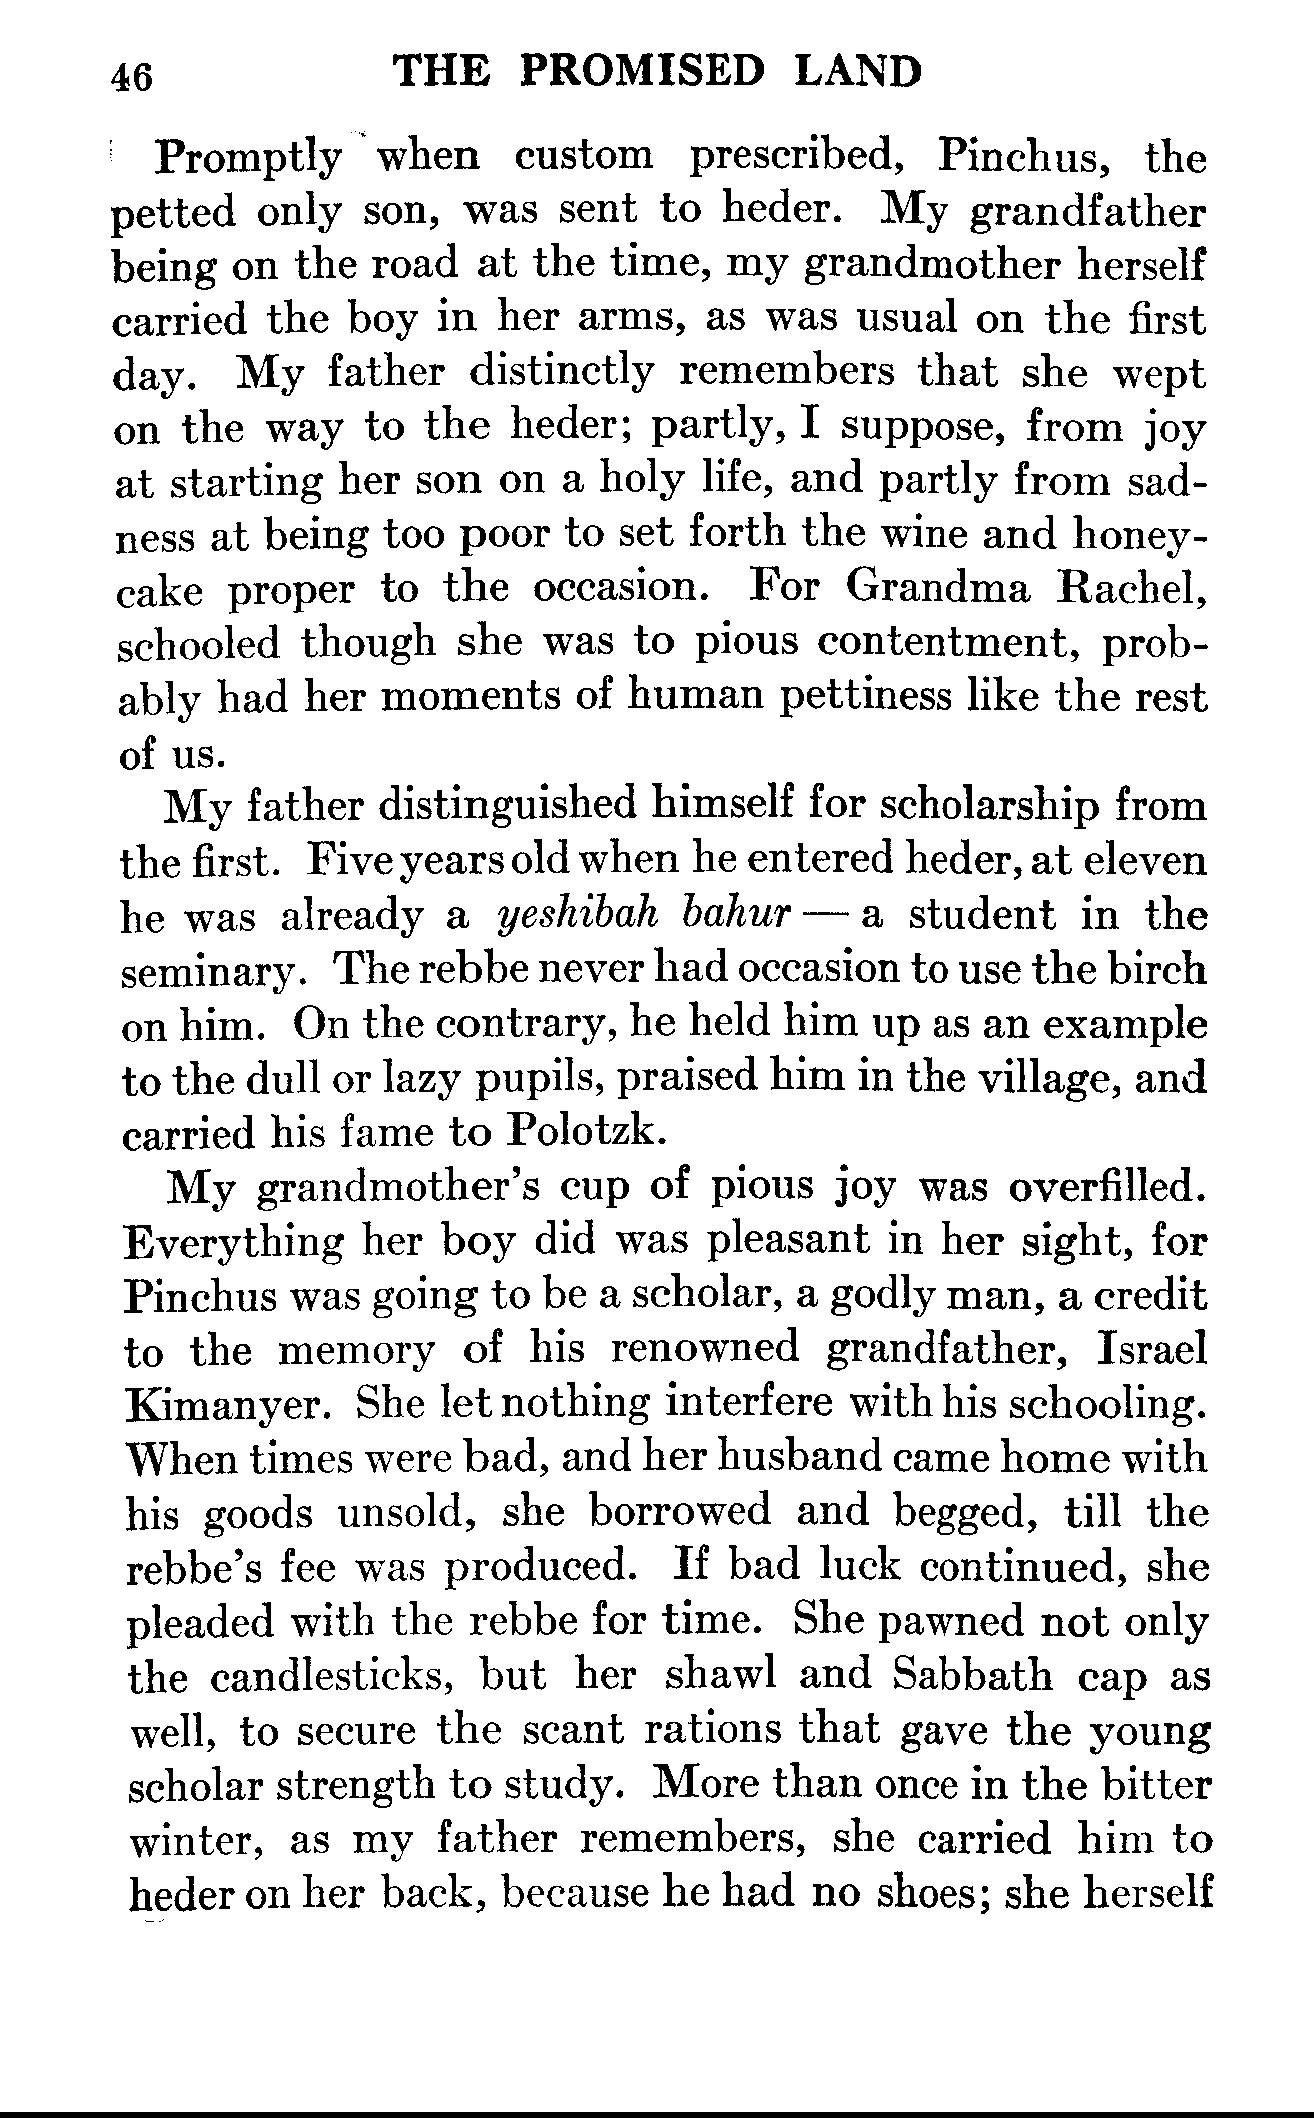 46 THE PROMISED LAND
Promptly when custom prescribed, Pinchus, the
petted only son, was sent to heder. My grandfather
being on the road at the time, my grandmother herself
carried the boy in her arms, as was usual on the first
day. My father distinctly remembers that she wept
on the way to the heder; partly, I suppose, from joy
at starting her son on a holy life, and partly from sad-
ness at being too poor to set forth the wine and honey-
cake proper to the occasion. For Grandma Rachel,
schooled though she was to pious contentment, prob-
ably had her moments of human pettiness like the rest
of us.
My father distinguished himself for scholarship from
the first. Five years old when he entered heder, at eleven
he was already a yeshibah bahur — a student in the
seminary. The rebbe never had occasion to use the birch
on him. On the contrary, he held him up as an example
to the dull or lazy pupils, praised him in the village, and
carried his fame to Polotzk.
My grandmother's cup of pious joy was overfilled.
Everything her boy did was pleasant in her sight, for
Pinchus was going to be a scholar, a godly man, a credit
to the memory of his renowned grandfather, Israel
Kimanyer. She let nothing interfere with his schooling.
When times were bad, and her husband came home with
his goods unsold, she borrowed and begged, till the
rebbe's fee was produced. If bad luck continued, she
pleaded with the rebbe for time. She pawned not only
the candlesticks, but her shawl and Sabbath cap as
well, to secure the scant rations that gave the young
scholar strength to study. More than once in the bitter
winter, as my father remembers, she carried him to
heder on her back, because he had no shoes; she herself